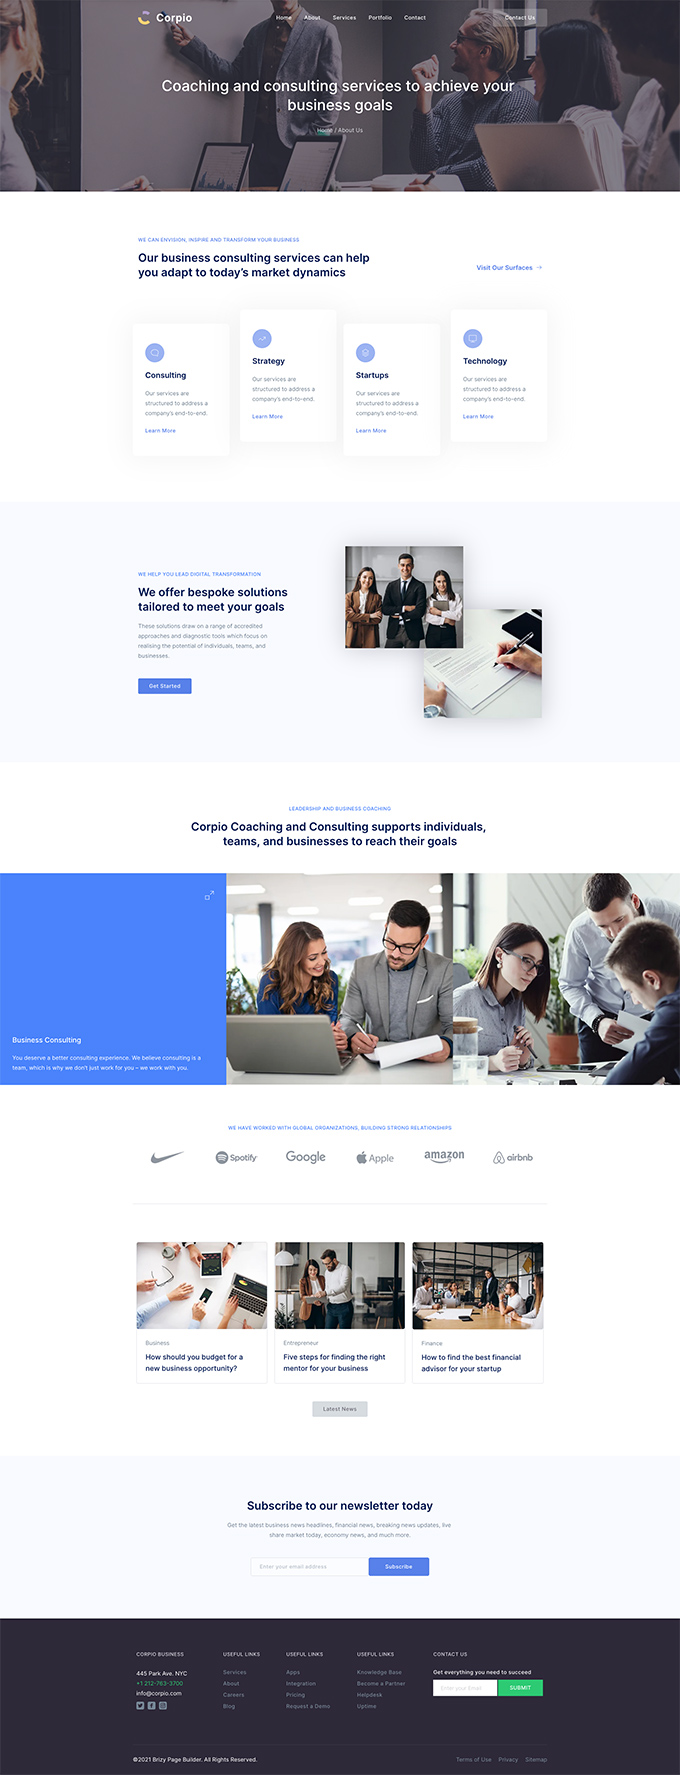 Corpio
Home About Services Portfolio Contact
Contact Us
Coaching and consulting services to achieve your
business goals
Home / About Us
WE CAN ENVISION, INSPIRE AND TRANSFORM YOUR BUSINESS
Our business consulting services can help
you adapt to today's market dynamics
Visit Our Surfaces →
Consulting
Our services are
structured to address a
company's end-to-end.
Learn More
Strategy
Our services are
structured to address a
company's end-to-end.
Learn More
Startups
Our services are
structured to address a
company's end-to-end.
Learn More
Technology
Our services are
structured to address a
company's end-to-end.
Learn More
WE HELP YOU LEAD DIGITAL TRANSFORMATION
We offer bespoke solutions
tailored to meet your goals
These solutions draw on a range of accredited
approaches and diagnostic tools which focus on
realising the potential of individuals, teams, and
businesses.
Get Started
LEADERSHIP AND BUSINESS COACHING
Corpio Coaching and Consulting supports individuals,
teams, and businesses to reach their goals
Business Consulting
You deserve a better consulting experience. We believe consulting is a
team, which is why we don't just work for you – we work with you.
WE HAVE WORKED WITH GLOBAL ORGANIZATIONS, BUILDING STRONG RELATIONSHIPS
Spotify Google Apple amazon airbnb
Business
How should you budget for a
new business opportunity?
Entrepreneur
Five steps for finding the right
mentor for your business
Finance
How to find the best financial
advisor for your startup
Latest News
Subscribe to our newsletter today
Get the latest business news headlines, financial news, breaking news updates, live
share market today, economy news, and much more.
Enter your email address
Subscribe
CORPIO BUSINESS
445 Park Ave. NYC
+1 212-763-3700
info@corpio.com
USEFUL LINKS
Services
About
Careers
Blog
USEFUL LINKS
Apps
Integration
Pricing
Request a Demo
USEFUL LINKS
Knowledge Base
Become a Partner
Helpdesk
Uptime
CONTACT US
Get everything you need to succeed
Enter your Email
SUBMIT
©2021 Brizy Page Builder. All Rights Reserved.
Terms of Use Privacy Sitemap